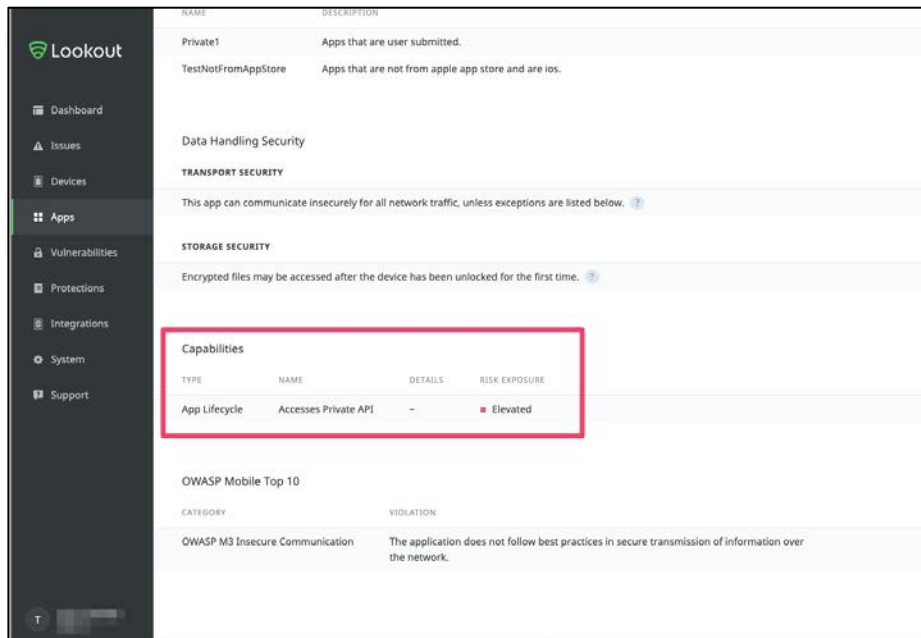 NAME DESCRIPTION
Lookout
Private1 Apps that are user submitted.
TestNotFromAppStore Apps that are not from apple app store and are ios.
Dashboard
Issues
Devices
Apps
Vulnerabilities
Protections
Integrations
System
Support
Data Handling Security
TRANSPORT SECURITY
This app can communicate insecurely for all network traffic, unless exceptions are listed below. ?
STORAGE SECURITY
Encrypted files may be accessed after the device has been unlocked for the first time. ?
Capabilities
TYPE NAME DETAILS RISK EXPOSURE
App Lifecycle Accesses Private API – Elevated
OWASP Mobile Top 10
CATEGORY VIOLATION
OWASP M3 Insecure Communication The application does not follow best practices in secure transmission of information over
the network.
T